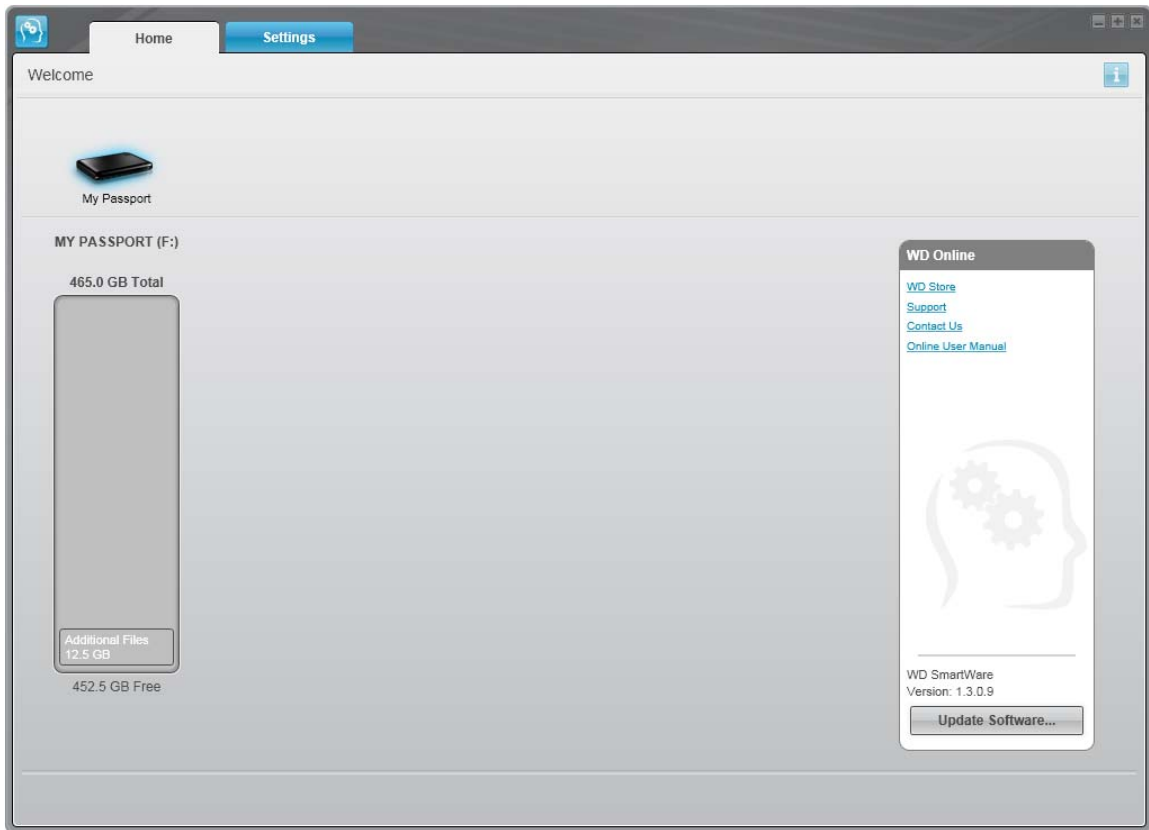 Home
Settings
Welcome
i
My Passport
MY PASSPORT (F:)
465.0 GB Total
Additional Files
12.5 GB
452.5 GB Free
WD Online
WD Store
Support
Contact Us
Online User Manual
WD SmartWare
Version: 1.3.0.9
Update Software...